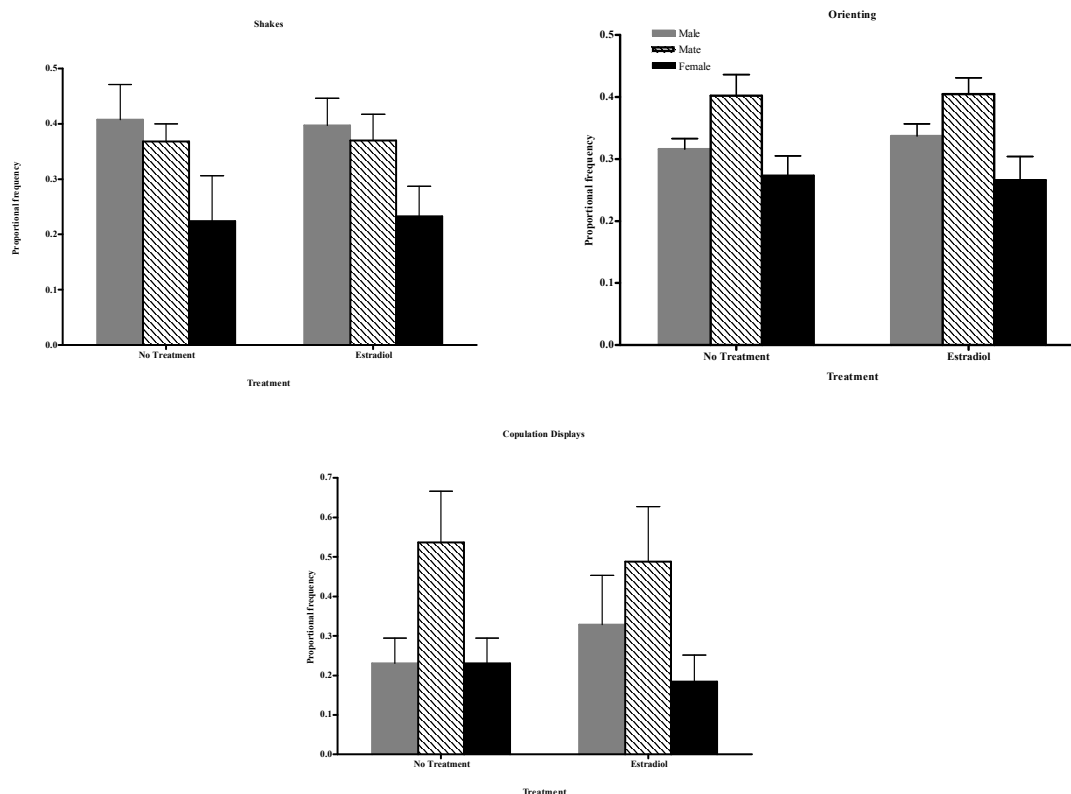 Shakes
0.5
0.4
0.3
0.2
0.1
0.0
Proportional frequency
No Treatment
Estradiol
Treatment
Orienting
Male
Mate
Female
0.5
0.4
0.3
0.2
0.1
0.0
Proportional frequency
No Treatment
Estradiol
Treatment
Copulation Displays
0.7
0.6
0.5
0.4
0.3
0.2
0.1
0.0
Proportional frequency
No Treatment
Estradiol
Treatment